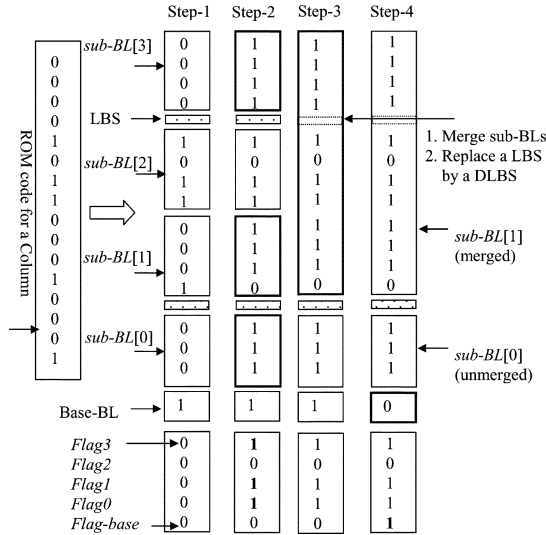 Step-1 Step-2 Step-3 Step-4
ROM code for a Column
0
0
0
0
1
0
1
1
0
0
0
1
0
0
0
1
sub-BL[3]
0 1 1 1
0 1 1 1
0 1 1 1
0 1 1 1
LBS
1. Merge sub-BLs
2. Replace a LBS
by a DLBS
sub-BL[2]
1 1 1 1
0 0 0 0
1 1 1 1
1 1 1 1
sub-BL[1]
0 1 1 1
0 1 1 1
0 1 1 1
1 0 0 0
sub-BL[1]
(merged)
sub-BL[0]
0 1 1 1
0 1 1 1
0 1 1 1
sub-BL[0]
(unmerged)
Base-BL 1 1 1 0
Flag3 0 1 1 1
Flag2 0 0 0 0
Flag1 0 1 1 1
Flag0 0 1 1 1
Flag-base 0 0 0 1